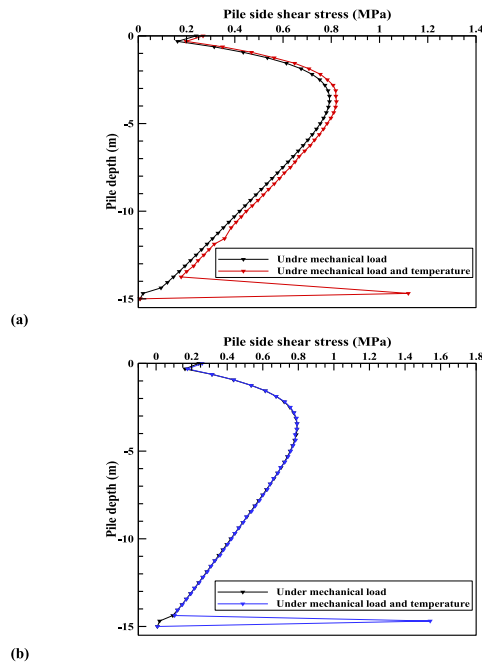 Pile side shear stress (MPa)
0 0.2 0.4 0.6 0.8 1 1.2 1.4
0
-5
-10
-15
Pile depth (m)
Undre mechanical load
Undre mechanical load and temperature
(a)
Pile side shear stress (MPa)
0 0.2 0.4 0.6 0.8 1 1.2 1.4 1.6 1.8
0
-5
-10
-15
Pile depth (m)
Under mechanical load
Under mechanical load and temperature
(b)